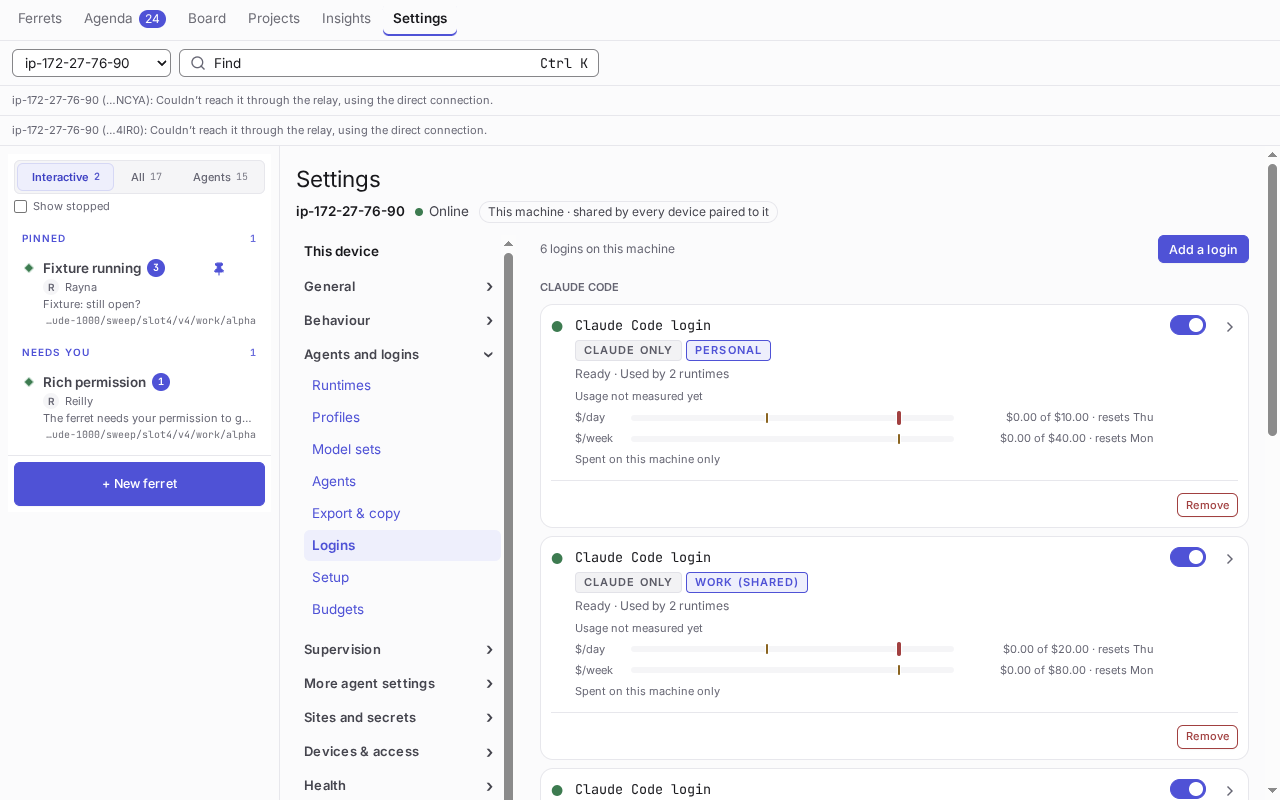 Ferrets Agenda 24 Board Projects Insights Settings
ip-172-27-76-90 Find Ctrl K
ip-172-27-76-90 (…NCYA): Couldn't reach it through the relay, using the direct connection.
ip-172-27-76-90 (…4IR0): Couldn't reach it through the relay, using the direct connection.
Interactive 2 All 17 Agents 15
Show stopped
PINNED 1
Fixture running 3
R Rayna
Fixture: still open?
…ude-1000/sweep/slot4/v4/work/alpha
NEEDS YOU 1
Rich permission 1
R Reilly
The ferret needs your permission to g…
…ude-1000/sweep/slot4/v4/work/alpha
+ New ferret
Settings
ip-172-27-76-90 Online This machine · shared by every device paired to it
This device
General
Behaviour
Agents and logins
Runtimes
Profiles
Model sets
Agents
Export & copy
Logins
Setup
Budgets
Supervision
More agent settings
Sites and secrets
Devices & access
Health
6 logins on this machine Add a login
CLAUDE CODE
Claude Code login
CLAUDE ONLY PERSONAL
Ready · Used by 2 runtimes
Usage not measured yet
$/day $0.00 of $10.00 · resets Thu
$/week $0.00 of $40.00 · resets Mon
Spent on this machine only
Remove
Claude Code login
CLAUDE ONLY WORK (SHARED)
Ready · Used by 2 runtimes
Usage not measured yet
$/day $0.00 of $20.00 · resets Thu
$/week $0.00 of $80.00 · resets Mon
Spent on this machine only
Remove
Claude Code login